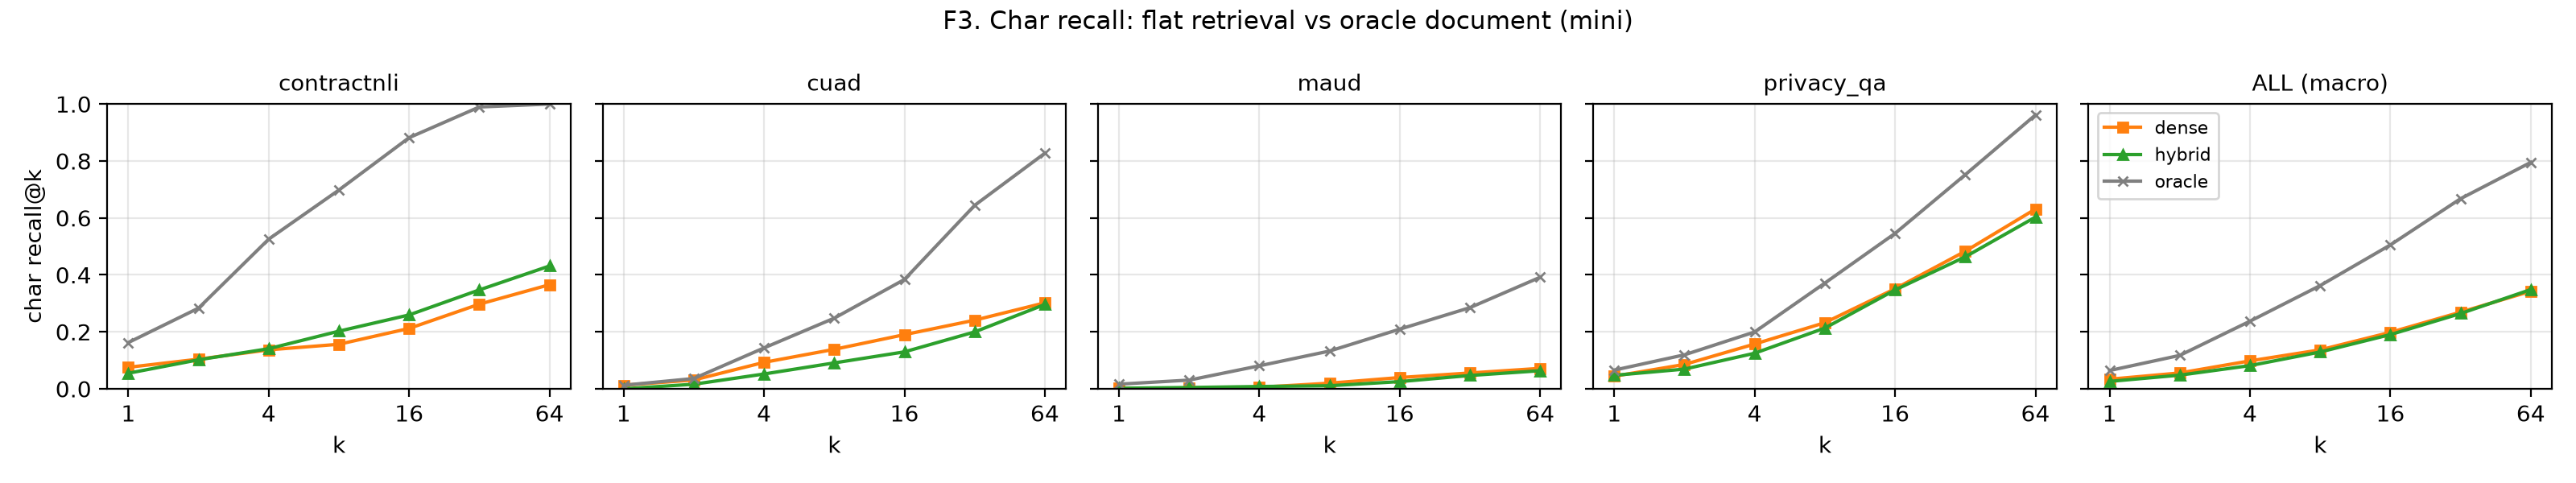 F3. Char recall: flat retrieval vs oracle document (mini)
contractnli
cuad
maud
privacy_qa
ALL (macro)
char recall@k
1.0
0.8
0.6
0.4
0.2
0.0
dense
hybrid
oracle
1 4 16 64
1 4 16 64
1 4 16 64
1 4 16 64
1 4 16 64
k
k
k
k
k